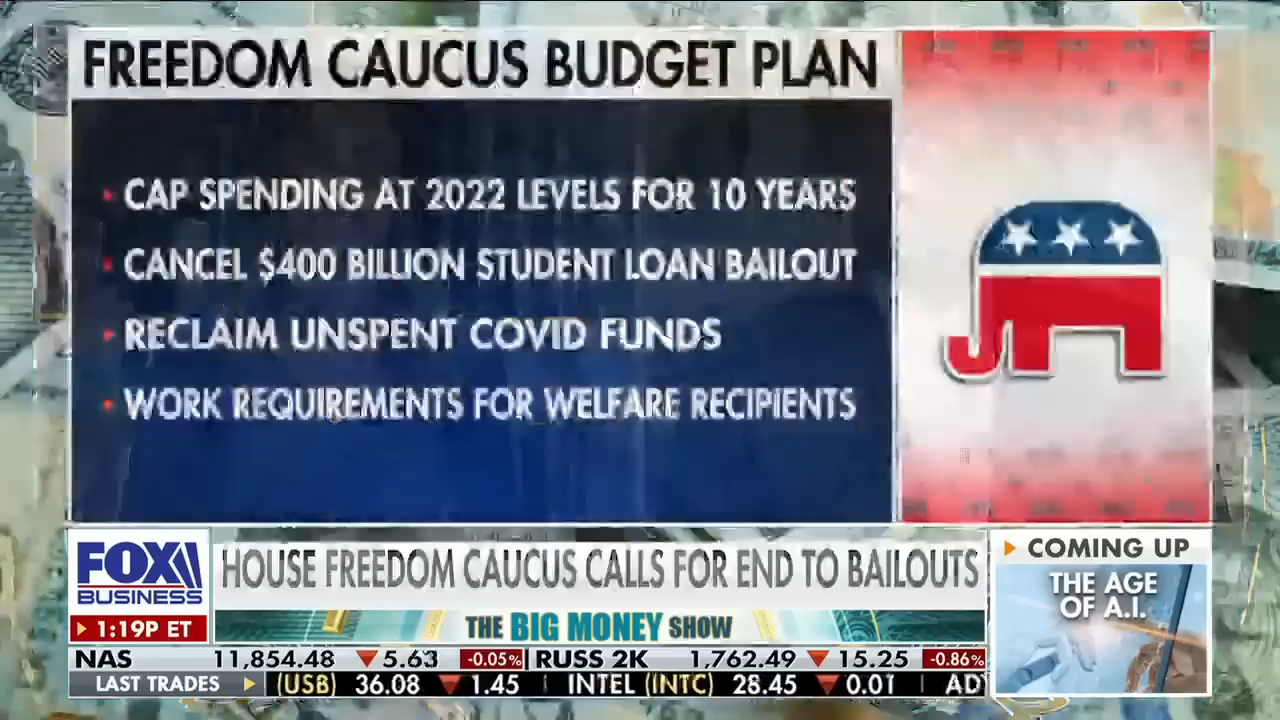 FREEDOM CAUCUS BUDGET PLAN
CAP SPENDING AT 2022 LEVELS FOR 10 YEARS
CANCEL $400 BILLION STUDENT LOAN BAILOUT
RECLAIM UNSPENT COVID FUNDS
WORK REQUIREMENTS FOR WELFARE RECIPIENTS
FOX
BUSINESS
1:19P ET
HOUSE FREEDOM CAUCUS CALLS FOR END TO BAILOUTS
THE BIG MONEY SHOW
COMING UP
THE AGE
OF A.I.
NAS 11,854.48 ▼5.63 -0.05% RUSS 2K 1,762.49 ▼15.25 -0.86%
LAST TRADES (USB) 36.08 ▼1.45 INTEL (INTC) 28.45 ▼0.01 AD